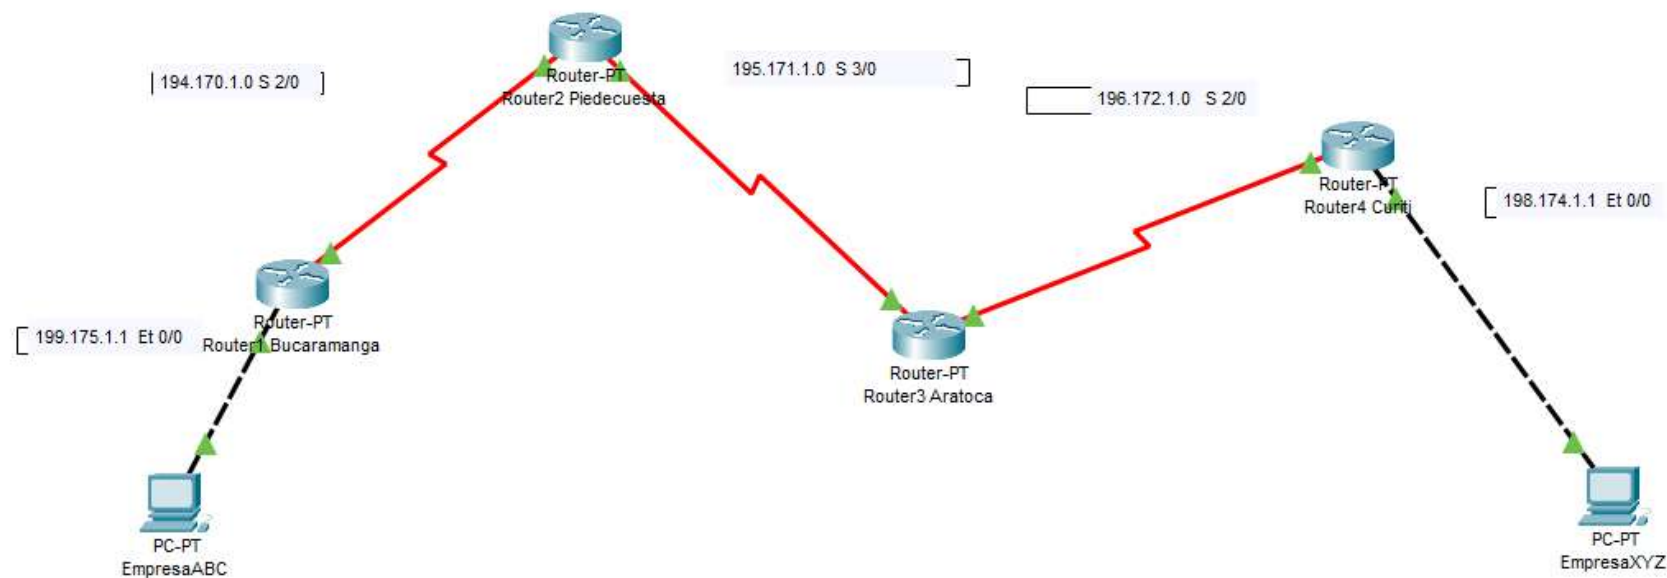 194.170.1.0 S 2/0
Router-PT
Router2 Piedecuesta
195.171.1.0 S 3/0
196.172.1.0 S 2/0
Router-PT
Router4 Curiti
198.174.1.1 Et 0/0
199.175.1.1 Et 0/0
Router-PT
Router1 Bucaramanga
Router-PT
Router3 Aratoca
PC-PT
EmpresaABC
PC-PT
EmpresaXYZ